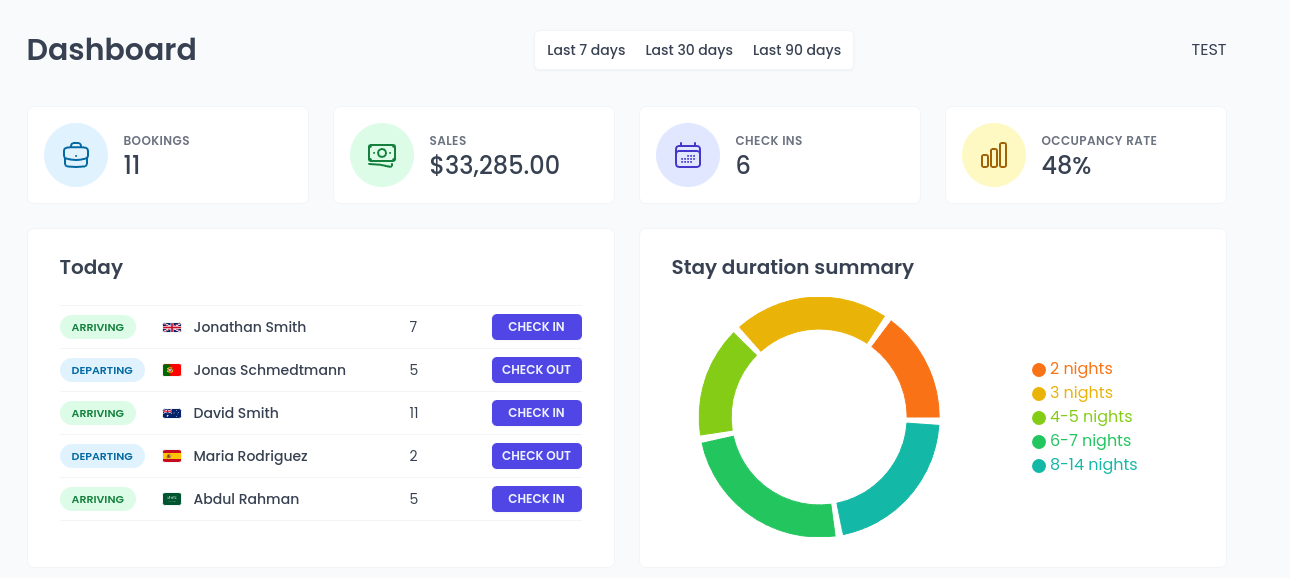 Dashboard
Last 7 days Last 30 days Last 90 days
TEST
BOOKINGS
11
SALES
$33,285.00
CHECK INS
6
OCCUPANCY RATE
48%
Today
ARRIVING Jonathan Smith 7 CHECK IN
DEPARTING Jonas Schmedtmann 5 CHECK OUT
ARRIVING David Smith 11 CHECK IN
DEPARTING Maria Rodriguez 2 CHECK OUT
ARRIVING Abdul Rahman 5 CHECK IN
Stay duration summary
2 nights
3 nights
4-5 nights
6-7 nights
8-14 nights